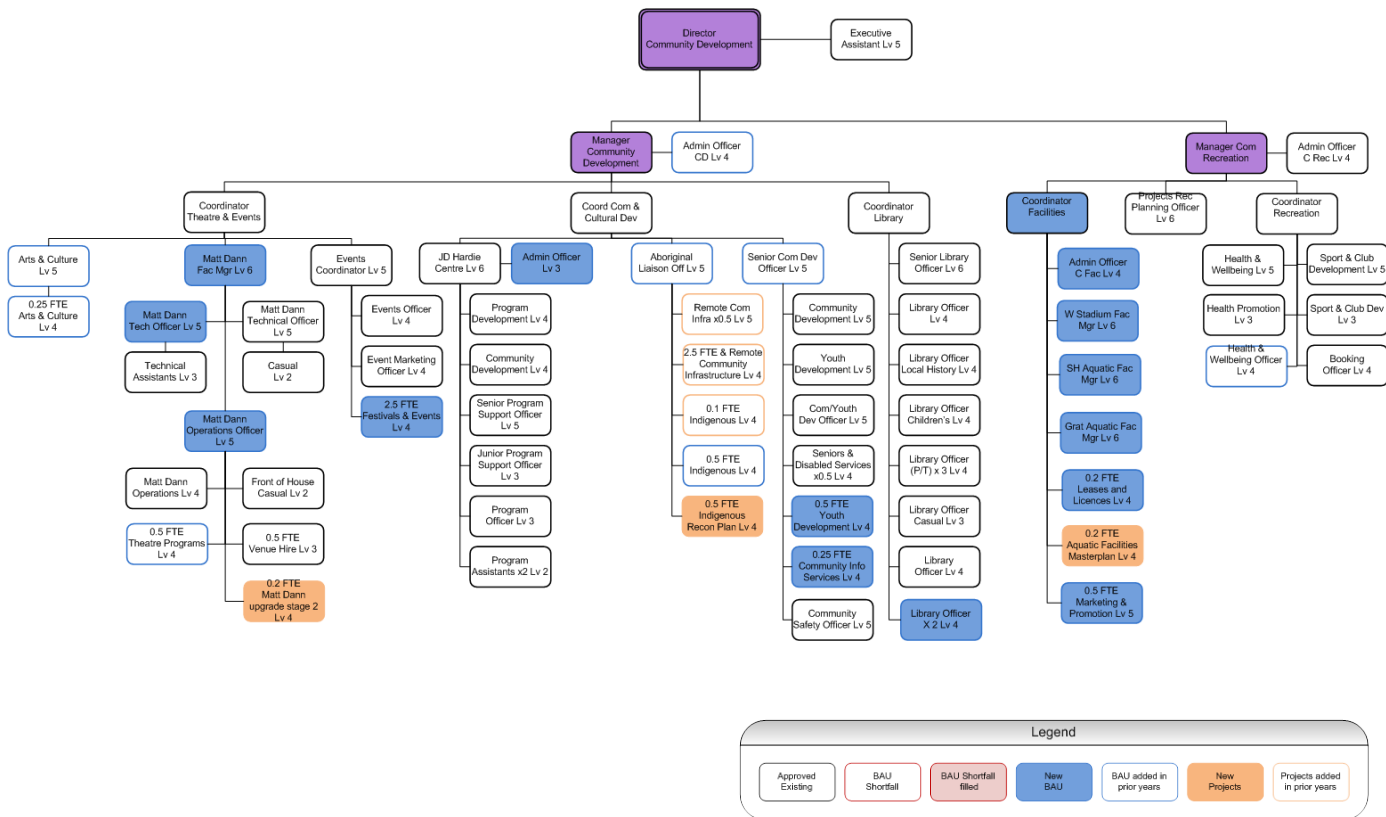 Director
Community Development
Executive
Assistant Lv 5
Manager
Community
Development
Admin Officer
CD Lv 4
Manager Com
Recreation
Admin Officer
C Rec Lv 4
Coordinator
Theatre & Events
Coord Com &
Cultural Dev
Coordinator
Library
Coordinator
Facilities
Projects Rec
Planning Officer
Lv 6
Coordinator
Recreation
Arts & Culture
Lv 5
0.25 FTE
Arts & Culture
Lv 4
Matt Dann
Fac Mgr Lv 6
Matt Dann
Tech Officer Lv 5
Matt Dann
Technical Officer
Lv 5
Technical
Assistants Lv 3
Casual
Lv 2
Matt Dann
Operations Officer
Lv 5
Matt Dann
Operations Lv 4
Front of House
Casual Lv 2
0.5 FTE
Theatre Programs
Lv 4
0.5 FTE
Venue Hire Lv 3
0.2 FTE
Matt Dann
upgrade stage 2
Lv 4
Events
Coordinator Lv 5
Events Officer
Lv 4
Event Marketing
Officer Lv 4
2.5 FTE
Festivals & Events
Lv 4
JD Hardie
Centre Lv 6
Admin Officer
Lv 3
Program
Development Lv 4
Community
Development Lv 4
Senior Program
Support Officer
Lv 5
Junior Program
Support Officer
Lv 3
Program
Officer Lv 3
Program
Assistants x2 Lv 2
Aboriginal
Liaison Off Lv 5
Remote Com
Infra x0.5 Lv 5
2.5 FTE & Remote
Community
Infrastructure Lv 4
0.1 FTE
Indigenous Lv 4
0.5 FTE
Indigenous Lv 4
0.5 FTE
Indigenous
Recon Plan Lv 4
Senior Com Dev
Officer Lv 5
Community
Development Lv 5
Youth
Development Lv 5
Com/Youth
Dev Officer Lv 5
Seniors &
Disabled Services
x0.5 Lv 4
0.5 FTE
Youth
Development Lv 4
0.25 FTE
Community Info
Services Lv 4
Community
Safety Officer Lv 5
Senior Library
Officer Lv 6
Library Officer
Lv 4
Library Officer
Local History Lv 4
Library Officer
Children's Lv 4
Library Officer
(P/T) x 3 Lv 4
Library Officer
Casual Lv 3
Library
Officer Lv 4
Library Officer
X 2 Lv 4
Admin Officer
C Fac Lv 4
W Stadium Fac
Mgr Lv 6
SH Aquatic Fac
Mgr Lv 6
Grat Aquatic Fac
Mgr Lv 6
0.2 FTE
Leases and
Licences Lv 4
0.2 FTE
Aquatic Facilities
Masterplan Lv 4
0.5 FTE
Marketing &
Promotion Lv 5
Health &
Wellbeing Lv 5
Sport & Club
Development Lv 5
Health Promotion
Lv 3
Sport & Club Dev
Lv 3
Health &
Wellbeing Officer
Lv 4
Booking
Officer Lv 4
Legend
Approved
Existing
BAU
Shortfall
BAU Shortfall
filled
New
BAU
BAU added in
prior years
New
Projects
Projects added
in prior years